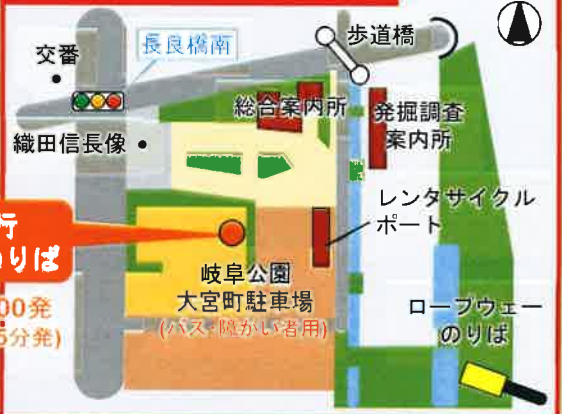 交番
長良橋南
歩道橋
総合案内所
発掘調査
案内所
織田信長像
レンタサイクル
ポート
行
のりば
岐阜公園
大宮町駐車場
(バス・障がい者用)
00発
5分発)
ロープウェー
のりば